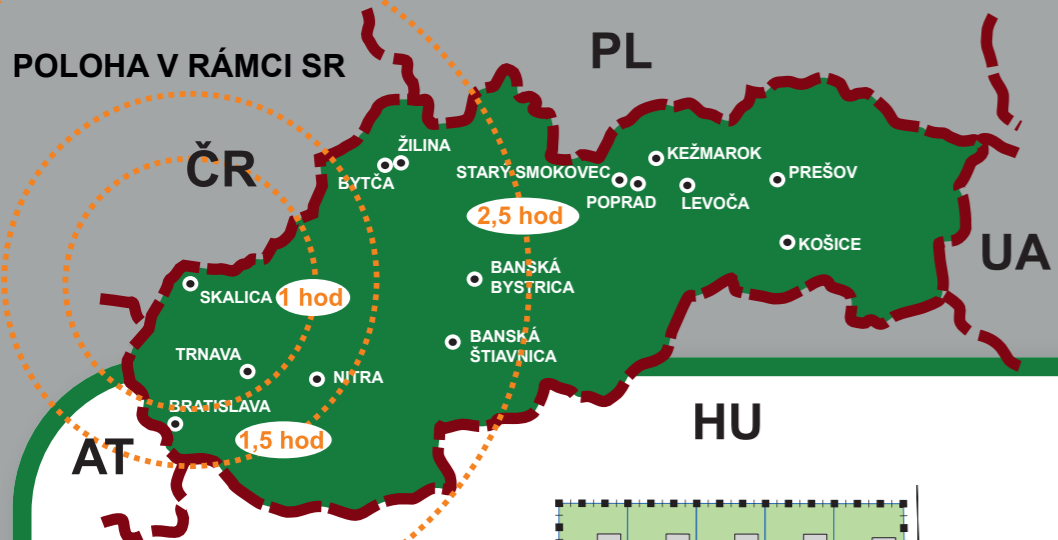 PL
POLOHA V RÁMCI SR
ČR
ŽILINA
BYTČA
STARÝ SMOKOVEC
KEŽMAROK
POPRAD
LEVOČA
PREŠOV
2,5 hod
KOŠICE
UA
BANSKÁ
BYSTRICA
SKALICA
1 hod
BANSKÁ
ŠTIAVNICA
TRNAVA
NITRA
BRATISLAVA
1,5 hod
AT
HU